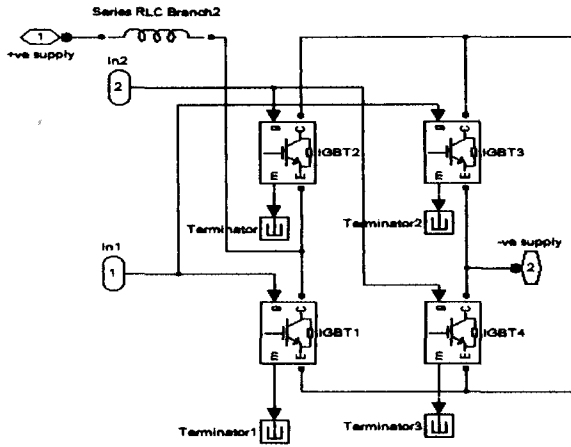 Series RLC Branch2
1
+ve supply
In2
2
g
C
IGBT2
m
E
Terminator
g
C
IGBT3
m
E
Terminator2
-ve supply
2
In1
1
g
C
IGBT1
m
E
Terminator1
g
C
IGBT4
m
E
Terminator3